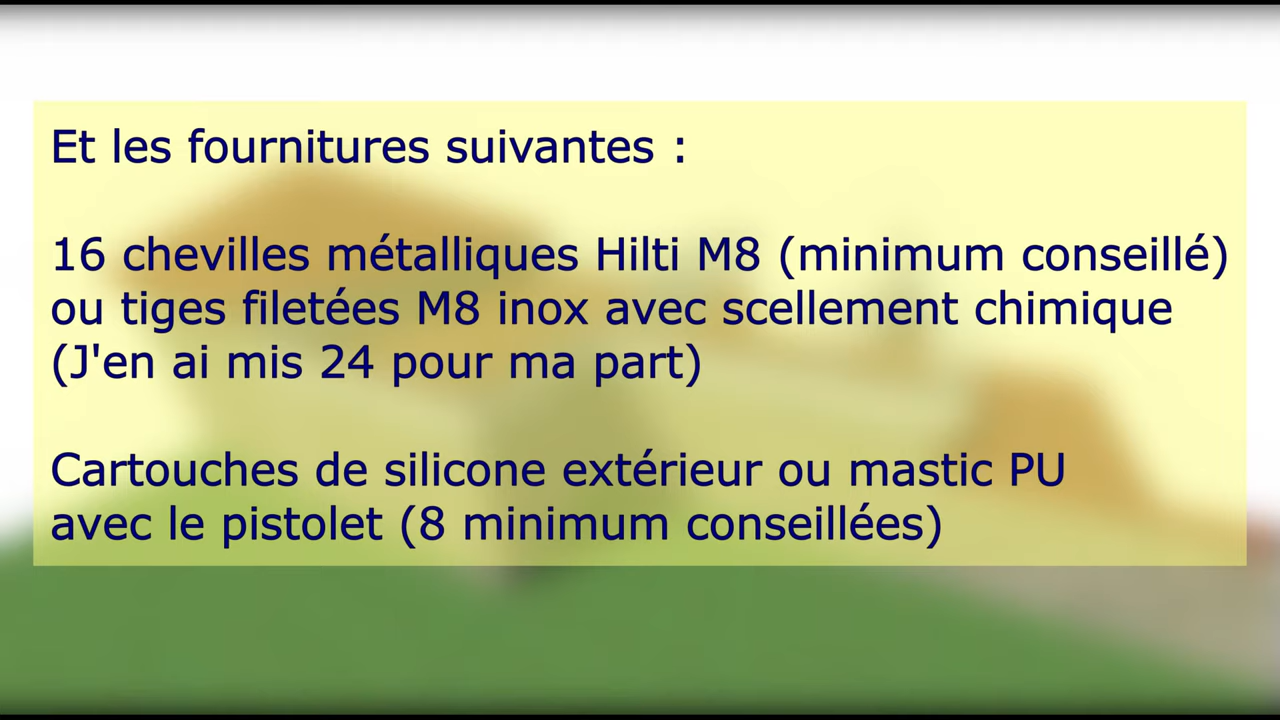 Et les fournitures suivantes :
16 chevilles métalliques Hilti M8 (minimum conseillé)
ou tiges filetées M8 inox avec scellement chimique
(J'en ai mis 24 pour ma part)
Cartouches de silicone extérieur ou mastic PU
avec le pistolet (8 minimum conseillées)